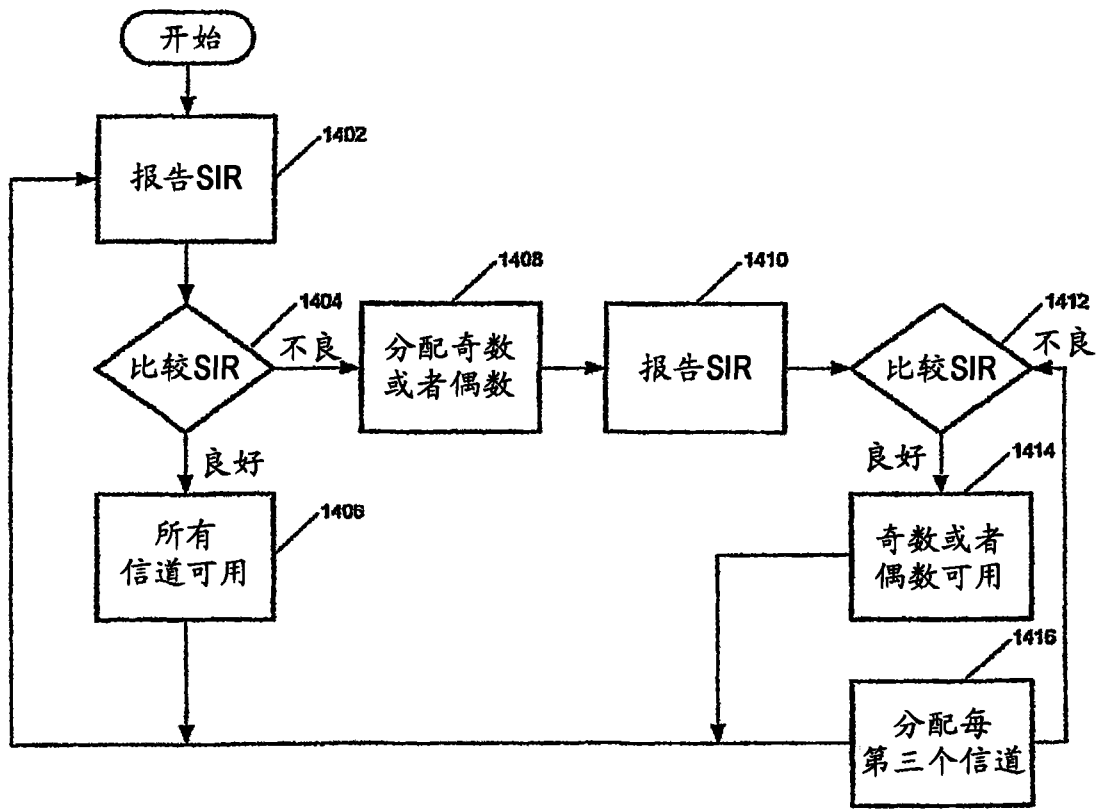 开始
1402
报告SIR
1404
比较SIR
不良
1408
分配奇数
或者偶数
1410
报告SIR
1412
不良
比较SIR
良好
1406
所有
信道可用
良好
1414
奇数或者
偶数可用
1416
分配每
第三个信道